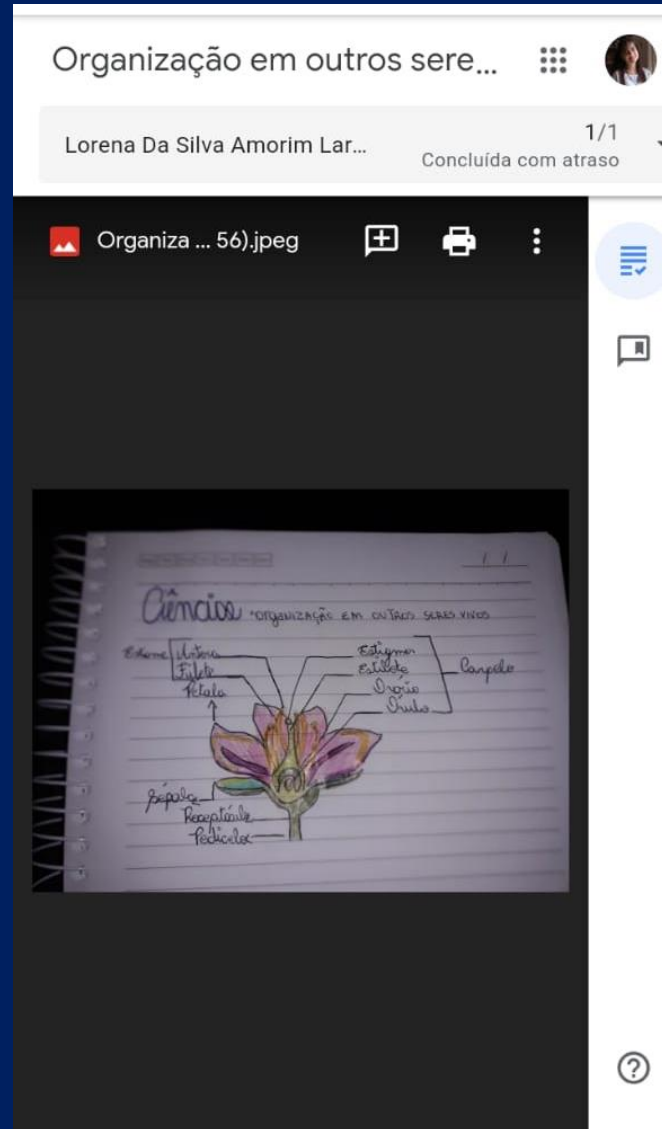 Organização em outros sere...
Lorena Da Silva Amorim Lar...
1/1
Concluída com atraso
Organiza ... 56).jpeg
/ /
Ciências *ORGANIZAÇÃO EM OUTROS SERES VIVOS
Estame
Antera
Filete
Pétala
Estigma
Estilete
Ovário
Óvulo
Carpelo
Sépala
Receptáculo
Pedicelo